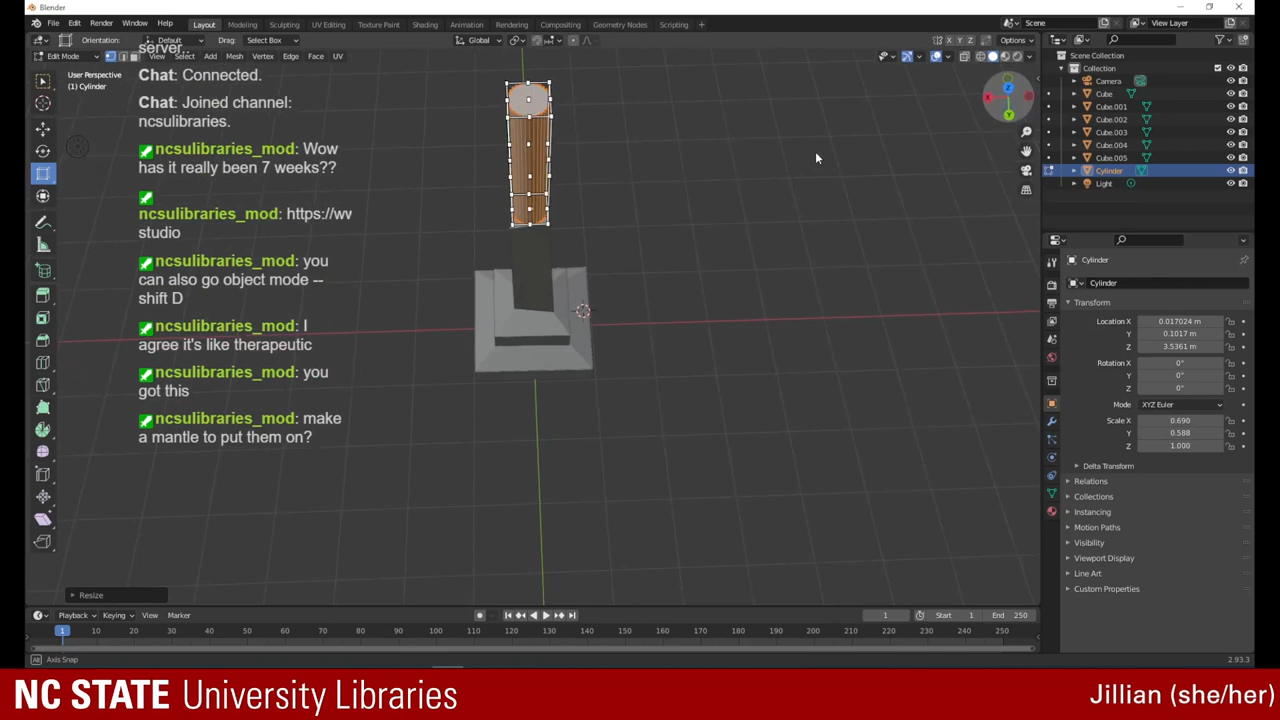 Blender
File Edit Render Window Help Layout Modeling Sculpting UV Editing Texture Paint Shading Animation Rendering Compositing Geometry Nodes Scripting + Scene View Layer
Orientation: Default Drag: Select Box Global X Y Z Options
Edit Mode View Select Add Mesh Vertex Edge Face UV
User Perspective
(1) Cylinder
server...
Chat: Connected.
Chat: Joined channel:
ncsulibraries.
ncsulibraries_mod: Wow
has it really been 7 weeks??
ncsulibraries_mod: https://wv
studio
ncsulibraries_mod: you
can also go object mode --
shift D
ncsulibraries_mod: I
agree it's like therapeutic
ncsulibraries_mod: you
got this
ncsulibraries_mod: make
a mantle to put them on?
X
Z
Y
Resize
Scene Collection
Collection
Camera
Cube
Cube.001
Cube.002
Cube.003
Cube.004
Cube.005
Cylinder
Light
Cylinder
Cylinder
Transform
Location X 0.017024 m
Y 0.1017 m
Z 3.5361 m
Rotation X 0°
Y 0°
Z 0°
Mode XYZ Euler
Scale X 0.690
Y 0.588
Z 1.000
Delta Transform
Relations
Collections
Instancing
Motion Paths
Visibility
Viewport Display
Line Art
Custom Properties
Playback Keying View Marker 1 Start 1 End 250
1 10 20 30 40 50 60 70 80 90 100 110 120 130 140 150 160 170 180 190 200 210 220 230 240 250
Axis Snap 2.93.3
NC STATE University Libraries Jillian (she/her)